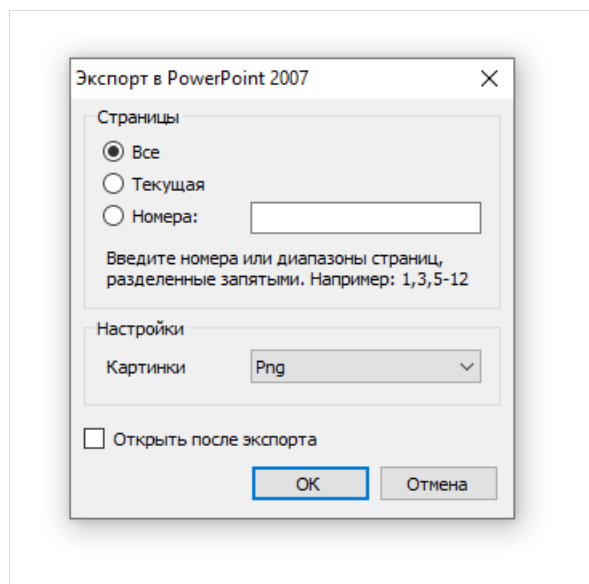 Экспорт в PowerPoint 2007
Страницы
Все
Текущая
Номера:
Введите номера или диапазоны страниц,
разделенные запятыми. Например: 1,3,5-12
Настройки
Картинки Png
Открыть после экспорта
OK Отмена